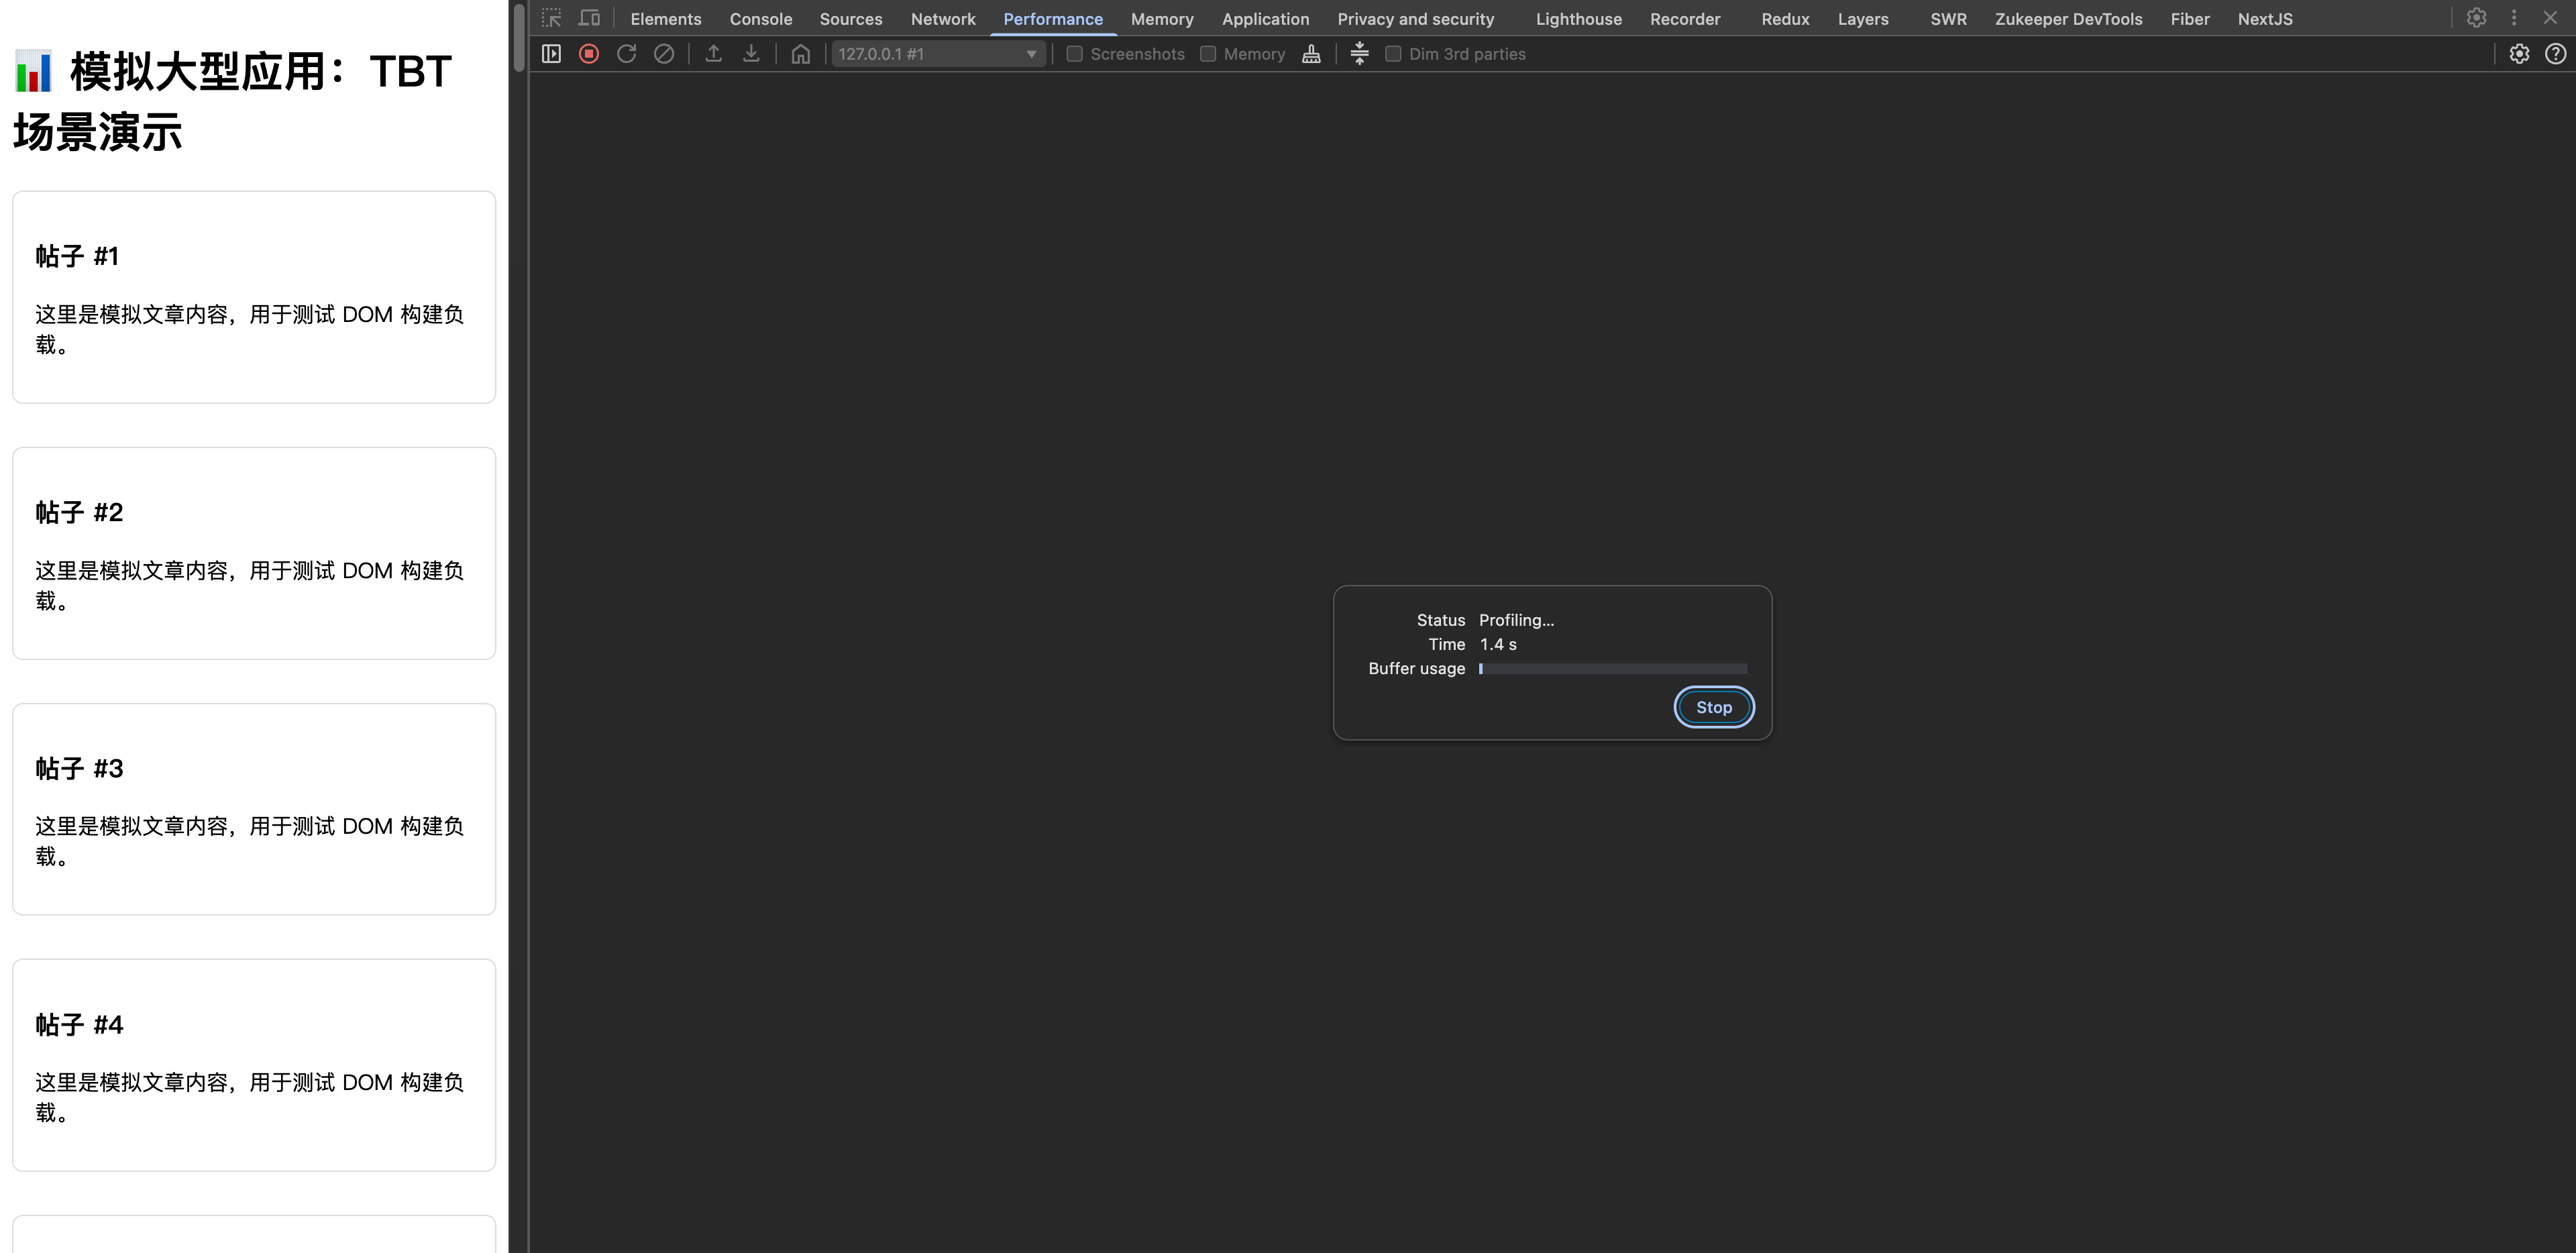 📊 模拟大型应用：TBT
场景演示
帖子 #1
这里是模拟文章内容，用于测试 DOM 构建负
载。
帖子 #2
这里是模拟文章内容，用于测试 DOM 构建负
载。
帖子 #3
这里是模拟文章内容，用于测试 DOM 构建负
载。
帖子 #4
这里是模拟文章内容，用于测试 DOM 构建负
载。
Elements Console Sources Network Performance Memory Application Privacy and security Lighthouse Recorder Redux Layers SWR Zukeeper DevTools Fiber NextJS
127.0.0.1 #1 Screenshots Memory Dim 3rd parties
Status Profiling...
Time 1.4 s
Buffer usage
Stop